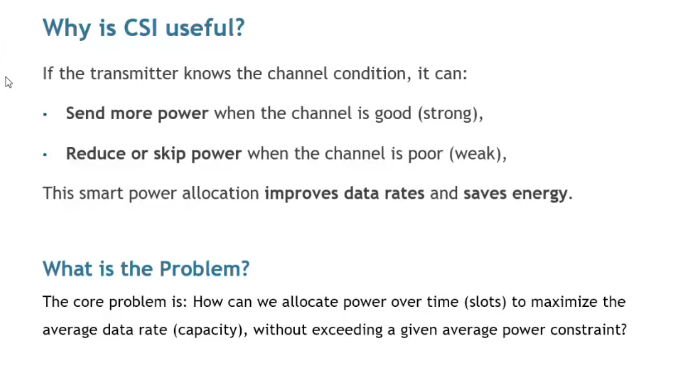 Why is CSI useful?
If the transmitter knows the channel condition, it can:
• Send more power when the channel is good (strong),
• Reduce or skip power when the channel is poor (weak),
This smart power allocation improves data rates and saves energy.
What is the Problem?
The core problem is: How can we allocate power over time (slots) to maximize the
average data rate (capacity), without exceeding a given average power constraint?